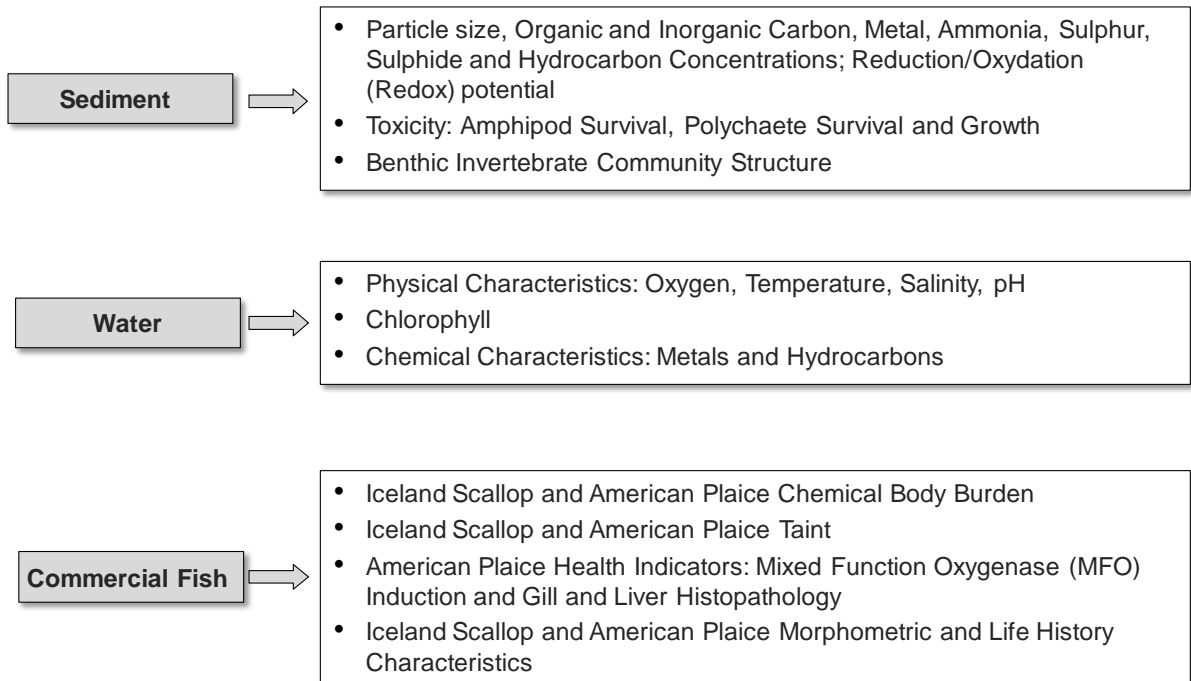 Sediment
• Particle size, Organic and Inorganic Carbon, Metal, Ammonia, Sulphur,
Sulphide and Hydrocarbon Concentrations; Reduction/Oxydation
(Redox) potential
• Toxicity: Amphipod Survival, Polychaete Survival and Growth
• Benthic Invertebrate Community Structure
Water
• Physical Characteristics: Oxygen, Temperature, Salinity, pH
• Chlorophyll
• Chemical Characteristics: Metals and Hydrocarbons
Commercial Fish
• Iceland Scallop and American Plaice Chemical Body Burden
• Iceland Scallop and American Plaice Taint
• American Plaice Health Indicators: Mixed Function Oxygenase (MFO)
Induction and Gill and Liver Histopathology
• Iceland Scallop and American Plaice Morphometric and Life History
Characteristics